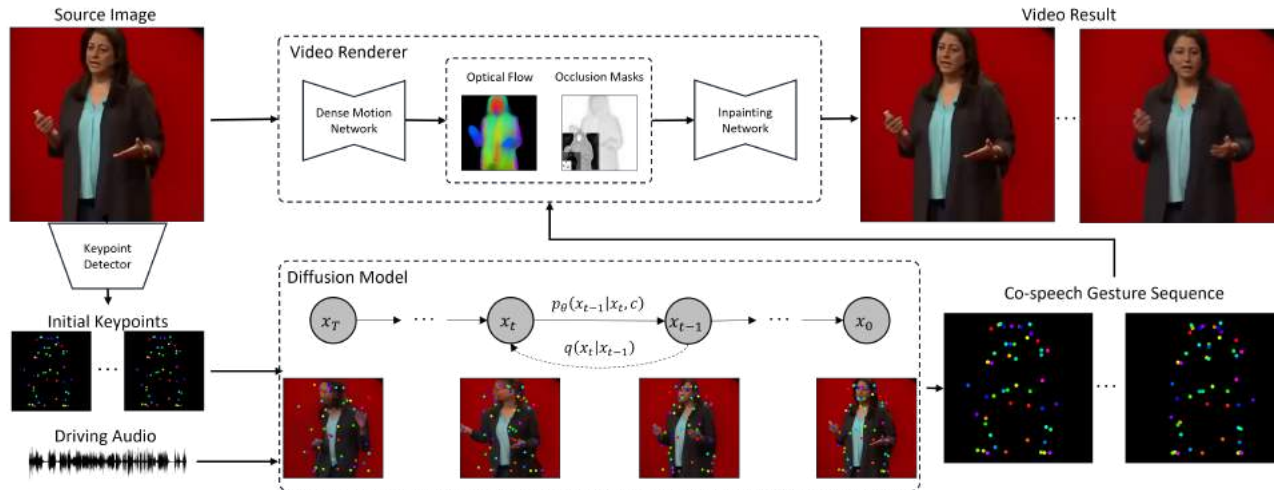 Source Image
Video Result
Video Renderer
Optical Flow
Occlusion Masks
Dense Motion
Network
Inpainting
Network
Keypoint
Detector
Diffusion Model
Co-speech Gesture Sequence
Initial Keypoints
x_T ··· x_t p_θ(x_{t-1}|x_t, c) x_{t-1} ··· x_0
q(x_t|x_{t-1})
Driving Audio